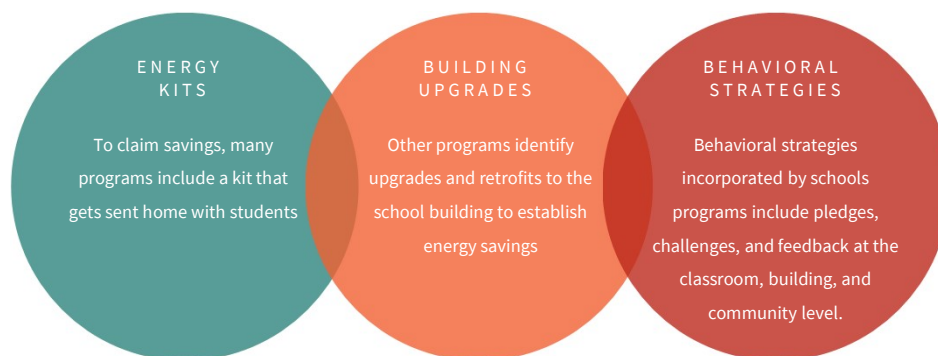 ENERGY
KITS
To claim savings, many
programs include a kit that
gets sent home with students
BUILDING
UPGRADES
Other programs identify
upgrades and retrofits to the
school building to establish
energy savings
BEHAVIORAL
STRATEGIES
Behavioral strategies
incorporated by schools
programs include pledges,
challenges, and feedback at the
classroom, building, and
community level.